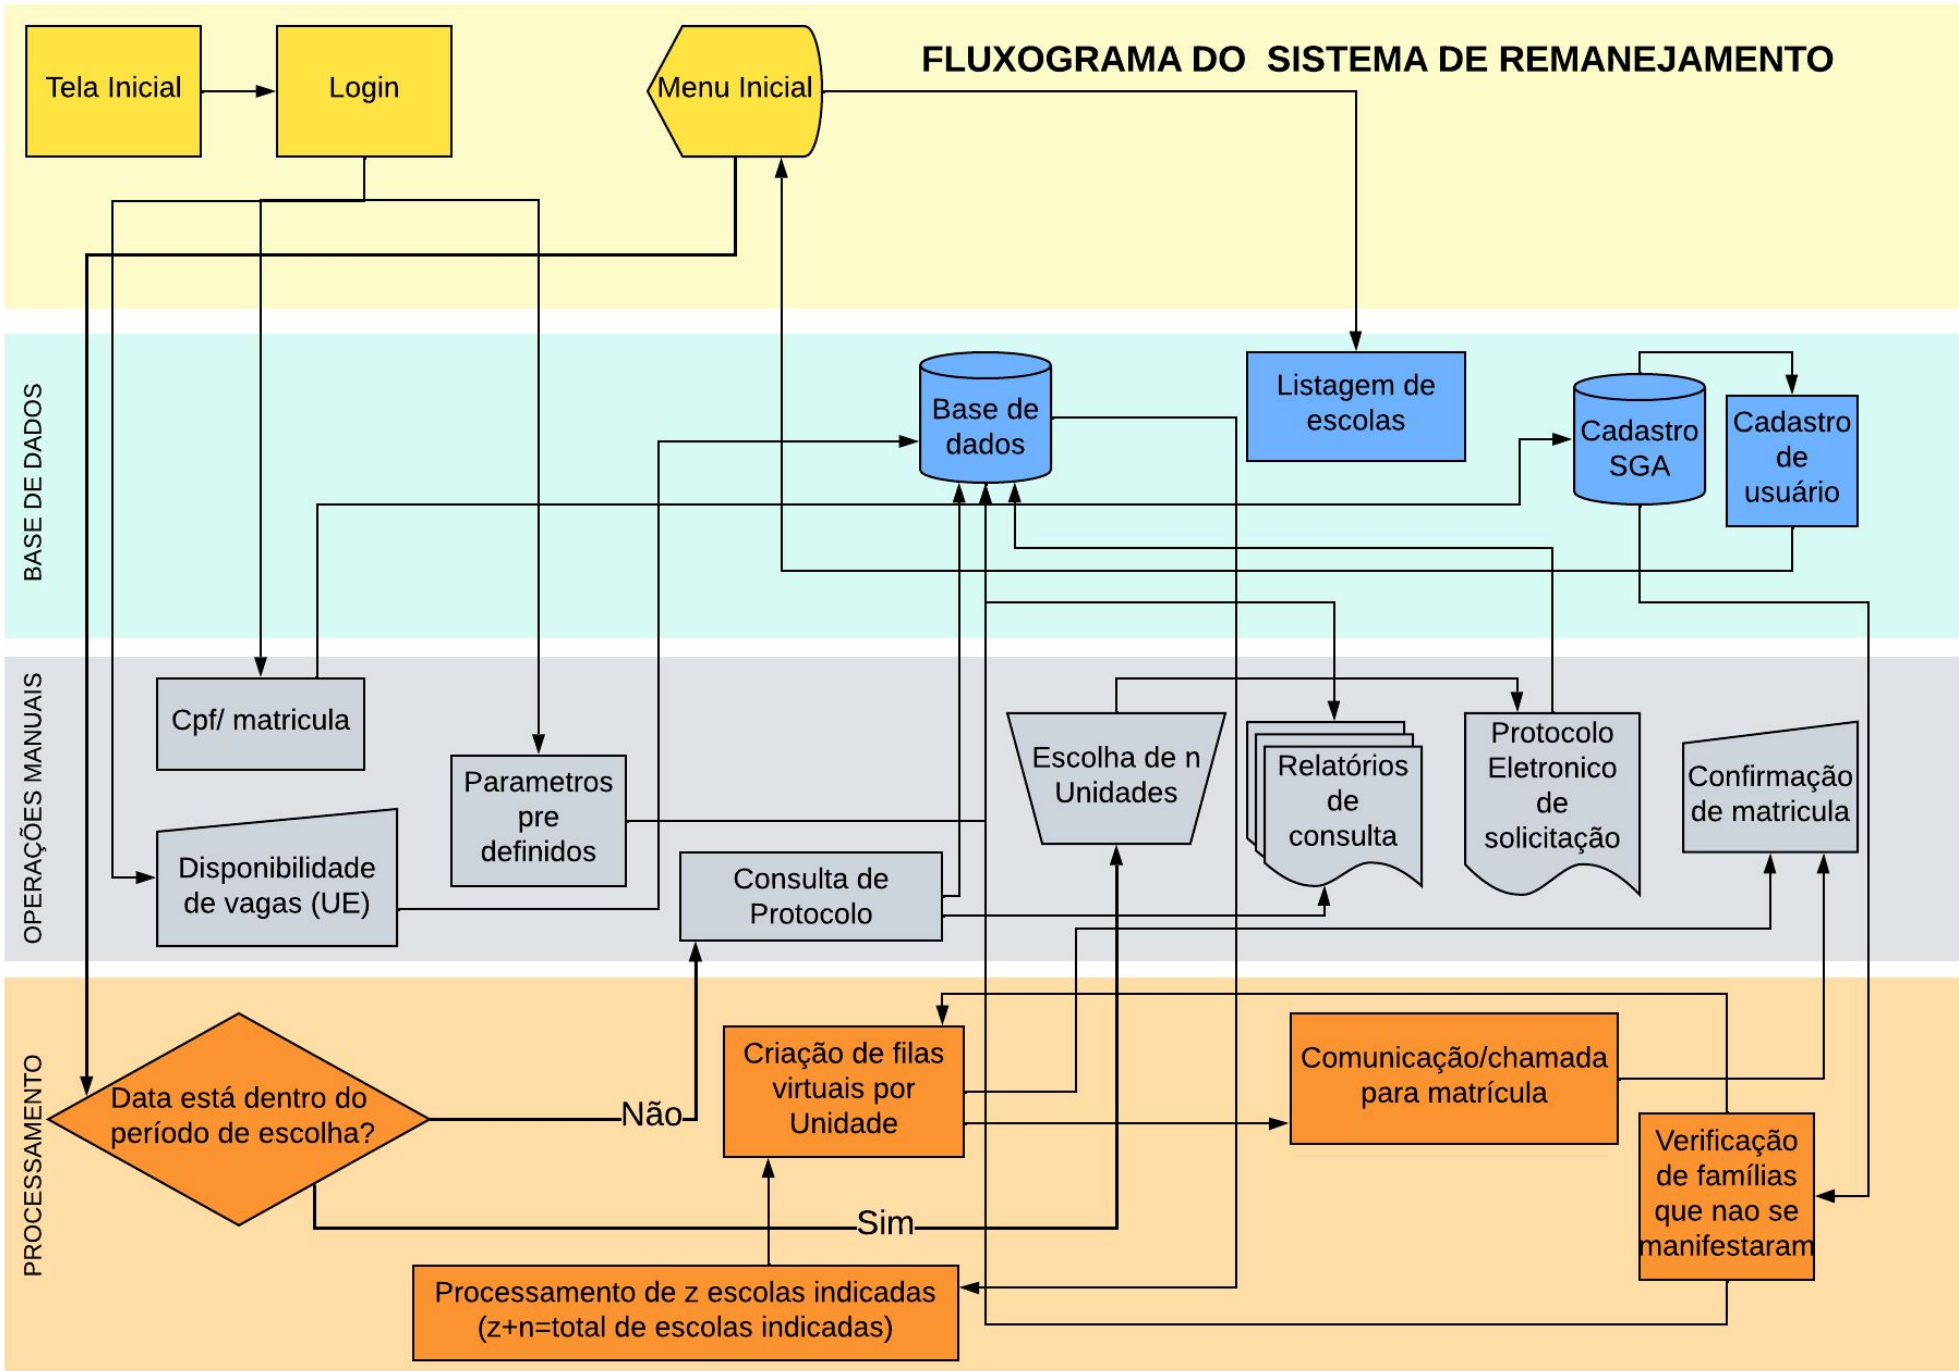 FLUXOGRAMA DO SISTEMA DE REMANEJAMENTO
Tela Inicial
Login
Menu Inicial
BASE DE DADOS
Base de
dados
Listagem de
escolas
Cadastro
SGA
Cadastro
de
usuário
OPERAÇÕES MANUAIS
Cpf/ matricula
Parametros
pre
definidos
Disponibilidade
de vagas (UE)
Consulta de
Protocolo
Escolha de n
Unidades
Relatórios
de
consulta
Protocolo
Eletronico
de
solicitação
Confirmação
de matricula
PROCESSAMENTO
Data está dentro do
período de escolha?
Não
Sim
Criação de filas
virtuais por
Unidade
Comunicação/chamada
para matrícula
Verificação
de famílias
que nao se
manifestaram
Processamento de z escolas indicadas
(z+n=total de escolas indicadas)